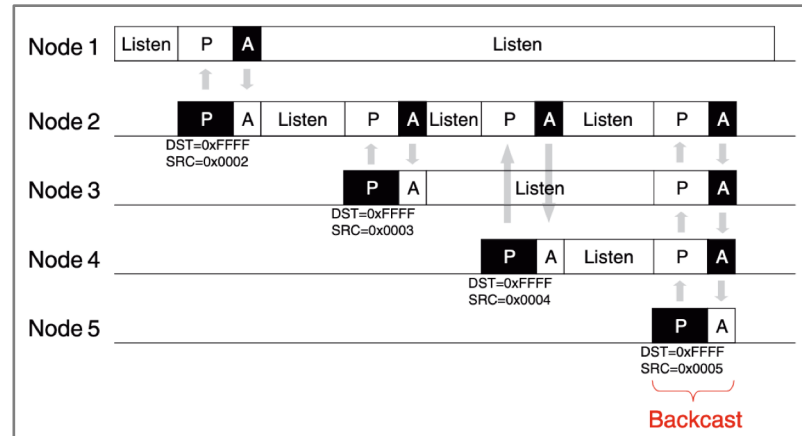 Node 1 Listen P A Listen
Node 2 P A Listen P A Listen P A Listen P A
DST=0xFFFF
SRC=0x0002
Node 3 P A Listen P A
DST=0xFFFF
SRC=0x0003
Node 4 P A Listen P A
DST=0xFFFF
SRC=0x0004
Node 5 P A
DST=0xFFFF
SRC=0x0005
Backcast